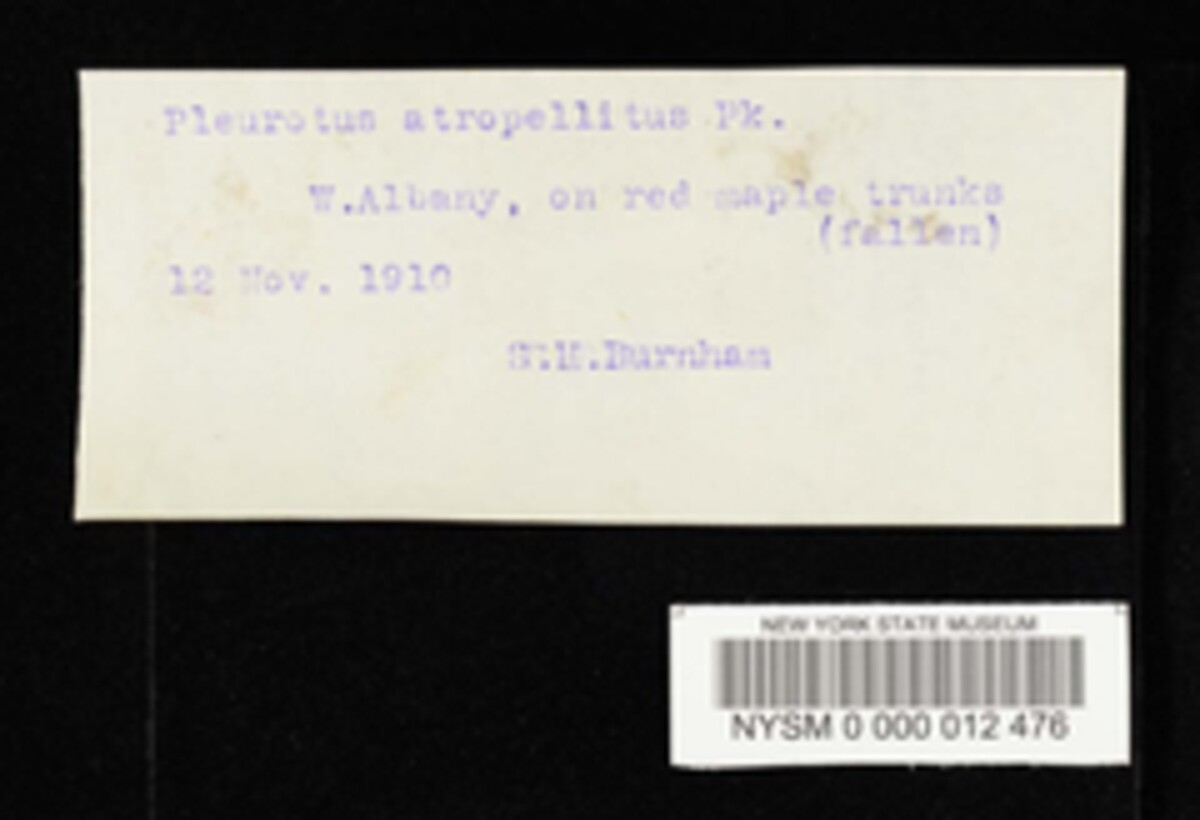 Pleurotus atropellitus Pk.
W.Albany, on red maple trunks
(fallen)
12 Nov. 1910
S.H.Burnham
NEW YORK STATE MUSEUM
NYSM 0 000 012 476